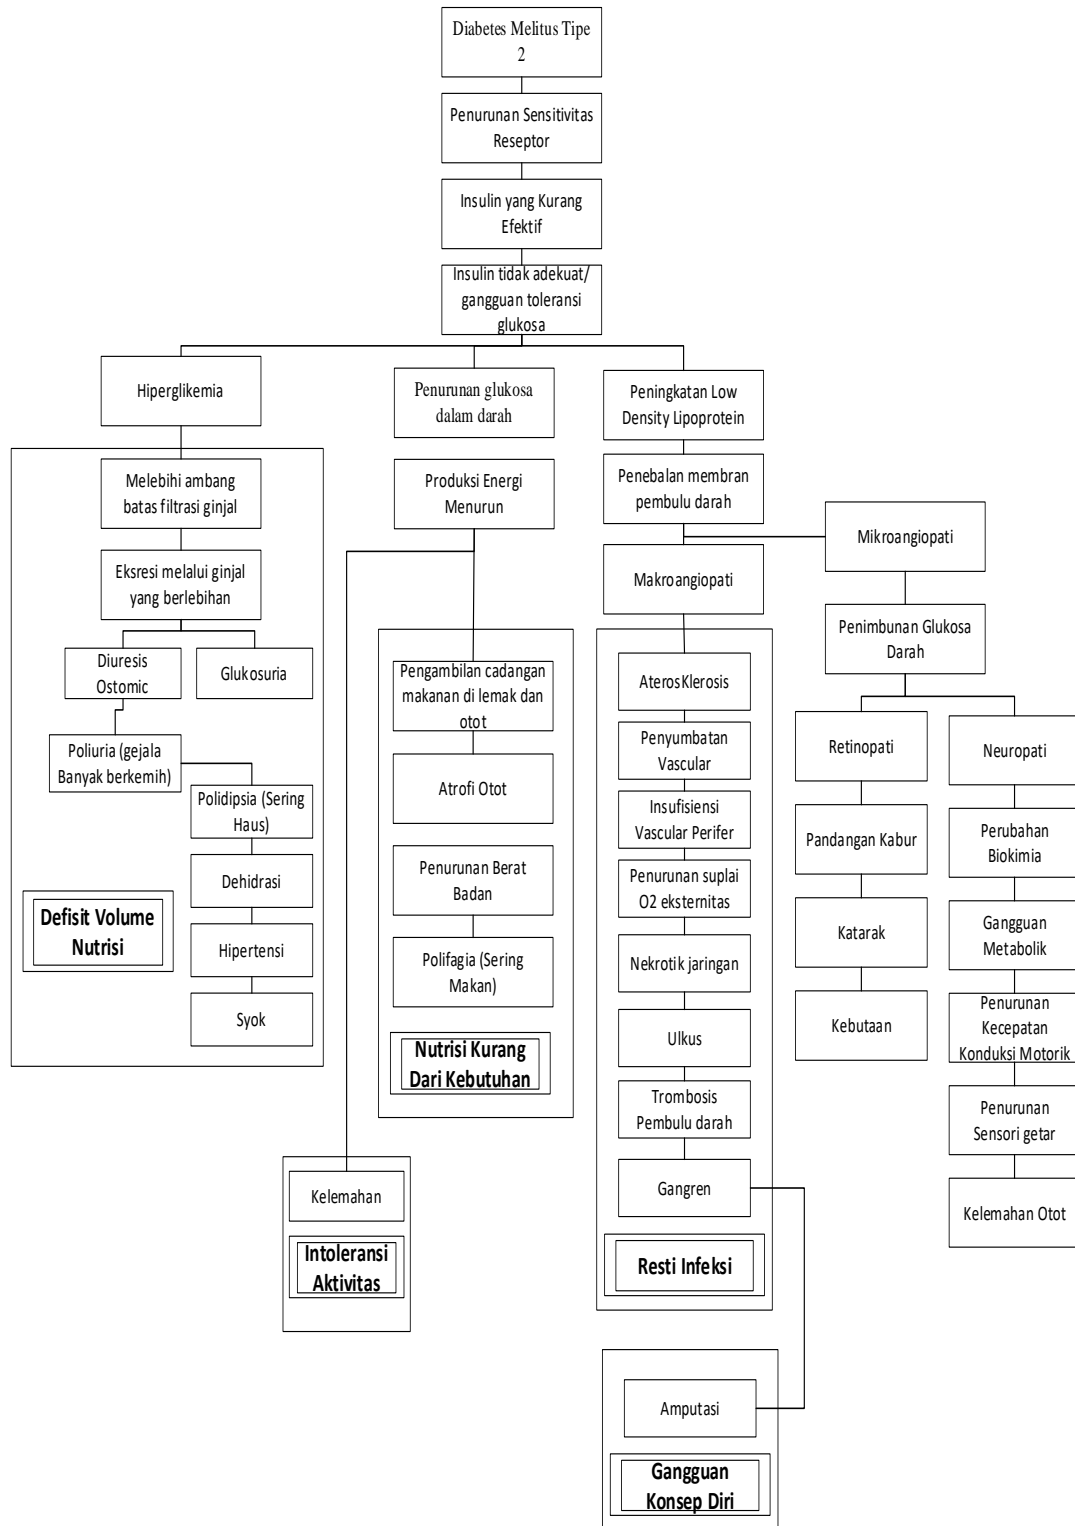 Diabetes Melitus Tipe
2
Penurunan Sensitivitas
Reseptor
Insulin yang Kurang
Efektif
Insulin tidak adekuat/
gangguan toleransi
glukosa
Hiperglikemia
Melebihi ambang
batas filtrasi ginjal
Eksresi melalui ginjal
yang berlebihan
Diuresis
Ostomic
Glukosuria
Poliuria (gejala
Banyak berkemih)
Polidipsia (Sering
Haus)
Dehidrasi
Hipertensi
Syok
Defisit Volume
Nutrisi
Penurunan glukosa
dalam darah
Produksi Energi
Menurun
Pengambilan cadangan
makanan di lemak dan
otot
Atrofi Otot
Penurunan Berat
Badan
Polifagia (Sering
Makan)
Nutrisi Kurang
Dari Kebutuhan
Kelemahan
Intoleransi
Aktivitas
Peningkatan Low
Density Lipoprotein
Penebalan membran
pembulu darah
Makroangiopati
AterosKlerosis
Penyumbatan
Vascular
Insufisiensi
Vascular Perifer
Penurunan suplai
O2 eksternitas
Nekrotik jaringan
Ulkus
Trombosis
Pembulu darah
Gangren
Resti Infeksi
Amputasi
Gangguan
Konsep Diri
Mikroangiopati
Penimbunan Glukosa
Darah
Retinopati
Pandangan Kabur
Katarak
Kebutaan
Neuropati
Perubahan
Biokimia
Gangguan
Metabolik
Penurunan
Kecepatan
Konduksi Motorik
Penurunan
Sensori getar
Kelemahan Otot